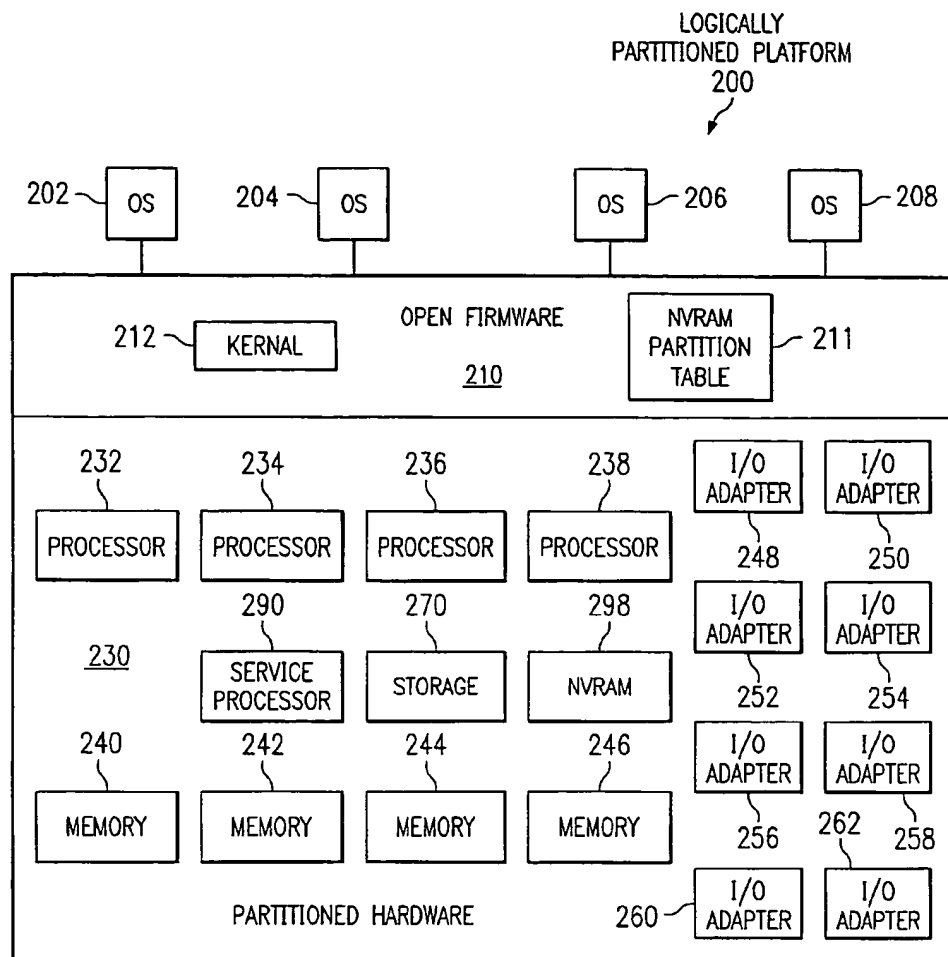 LOGICALLY
PARTITIONED PLATFORM
200
202
OS
204
OS
OS
206
OS
208
212
KERNAL
OPEN FIRMWARE
210
NVRAM
PARTITION
TABLE
211
232
234
236
238
PROCESSOR
PROCESSOR
PROCESSOR
PROCESSOR
I/O
ADAPTER
248
I/O
ADAPTER
250
290
270
298
230
SERVICE
PROCESSOR
STORAGE
NVRAM
I/O
ADAPTER
252
I/O
ADAPTER
254
240
242
244
246
MEMORY
MEMORY
MEMORY
MEMORY
I/O
ADAPTER
256
I/O
ADAPTER
258
262
PARTITIONED HARDWARE
260
I/O
ADAPTER
I/O
ADAPTER